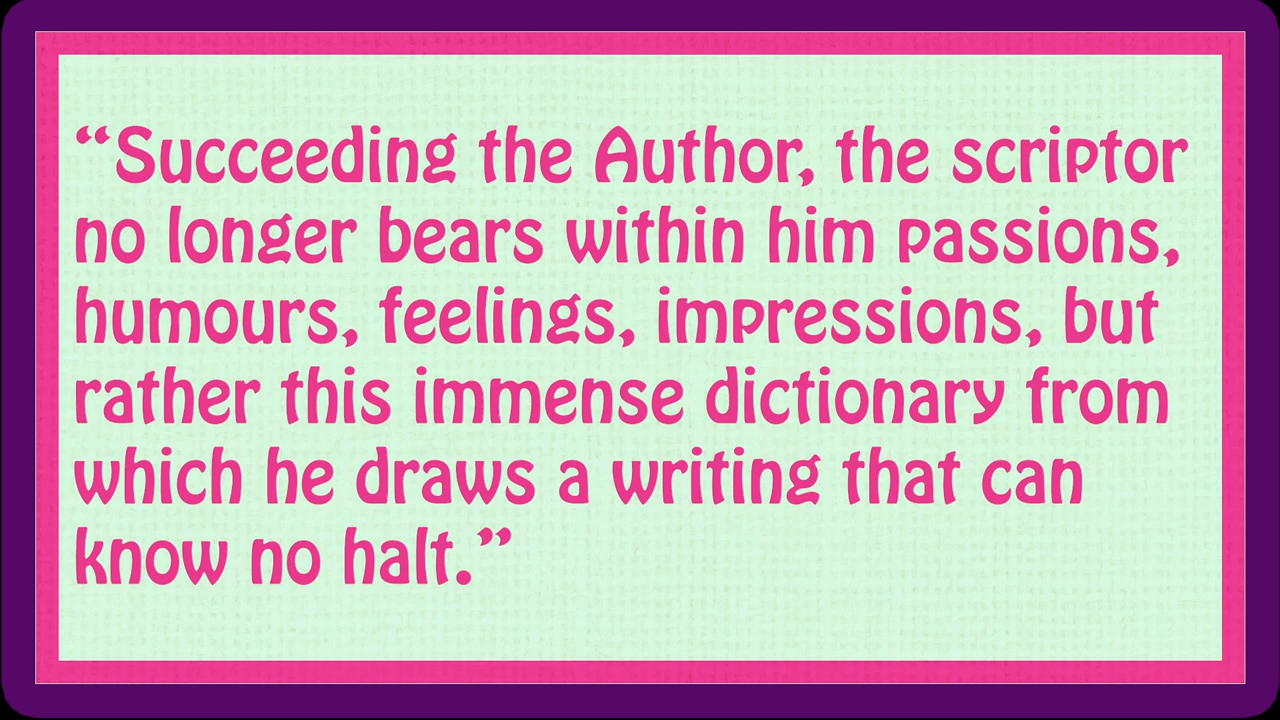 “Succeeding the Author, the scriptor
no longer bears within him passions,
humours, feelings, impressions, but
rather this immense dictionary from
which he draws a writing that can
know no halt.”